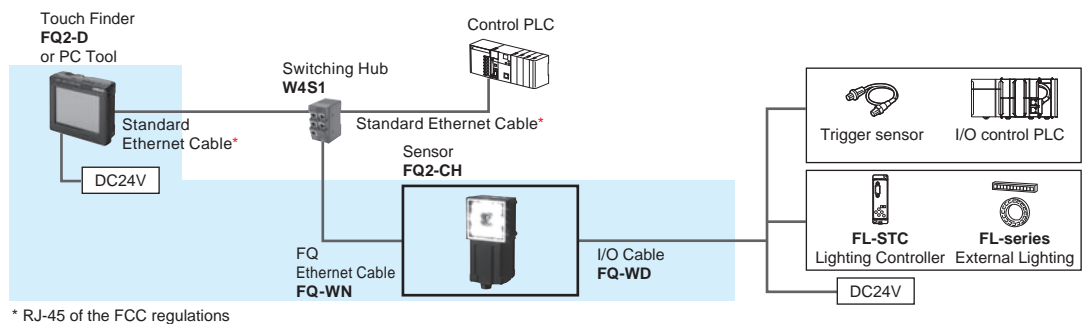 Touch Finder
FQ2-D
or PC Tool
Control PLC
Switching Hub
W4S1
Standard
Ethernet Cable*
Standard Ethernet Cable*
DC24V
Sensor
FQ2-CH
FQ
Ethernet Cable
FQ-WN
I/O Cable
FQ-WD
Trigger sensor
I/O control PLC
FL-STC
Lighting Controller
FL-series
External Lighting
DC24V
* RJ-45 of the FCC regulations